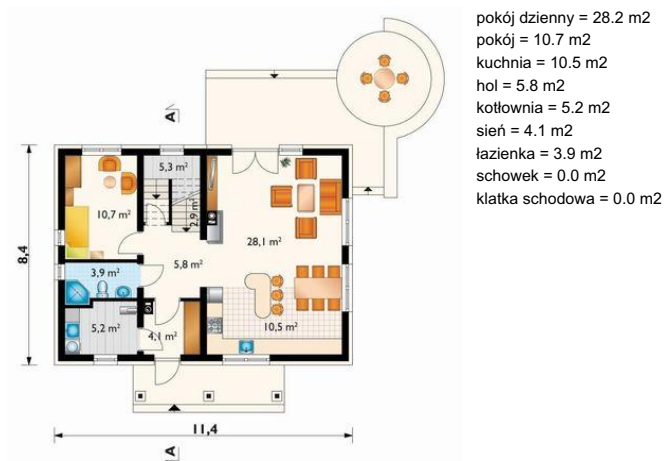 pokój dzienny = 28.2 m2
pokój = 10.7 m2
kuchnia = 10.5 m2
hol = 5.8 m2
kotłownia = 5.2 m2
sień = 4.1 m2
łazienka = 3.9 m2
schowek = 0.0 m2
klatka schodowa = 0.0 m2
A
5,3 m²
10,7 m²
2,9 m²
28,1 m²
8,4
5,8 m²
3,9 m²
5,2 m²
4,1 m²
10,5 m²
11,4
A